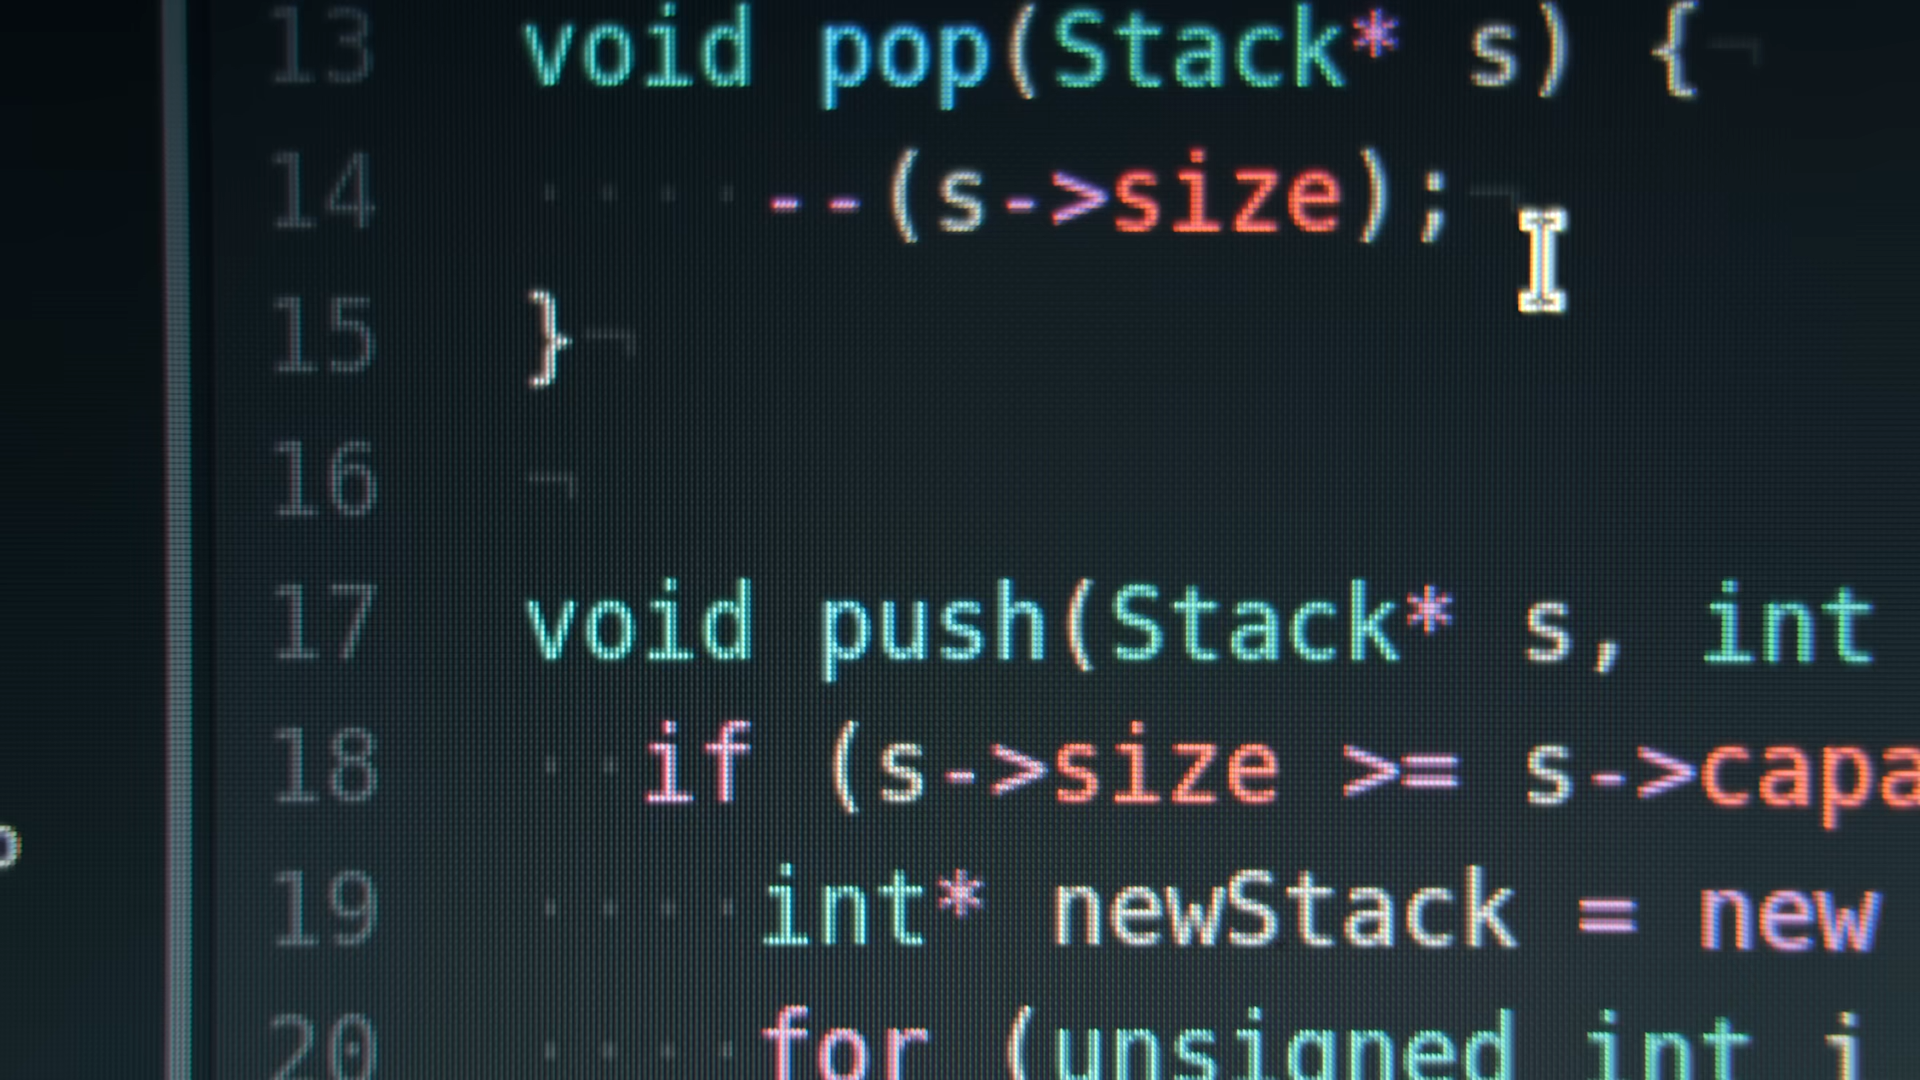 13 void pop(Stack* s) {¬
14 ····--(s->size);¬
15 }¬
16 ¬
17 void push(Stack* s, int
18 ··if (s->size >= s->capa
19 ····int* newStack = new
20 ····for (unsigned int i